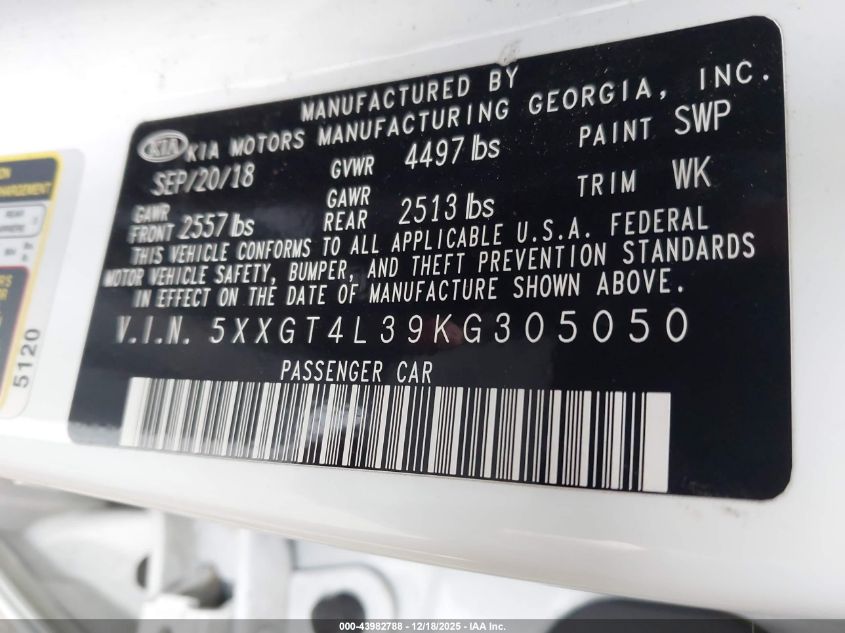 MANUFACTURED BY
KIA KIA MOTORS MANUFACTURING GEORGIA, INC.
SEP/20/18 GVWR 4497 lbs PAINT SWP
GAWR FRONT 2557 lbs GAWR REAR 2513 lbs TRIM WK
THIS VEHICLE CONFORMS TO ALL APPLICABLE U.S.A. FEDERAL
MOTOR VEHICLE SAFETY, BUMPER, AND THEFT PREVENTION STANDARDS
IN EFFECT ON THE DATE OF MANUFACTURE SHOWN ABOVE.
V.I.N. 5XXGT4L39KG305050
PASSENGER CAR
5120
REAR
000-43982788 - 12/18/2025 - IAA Inc.